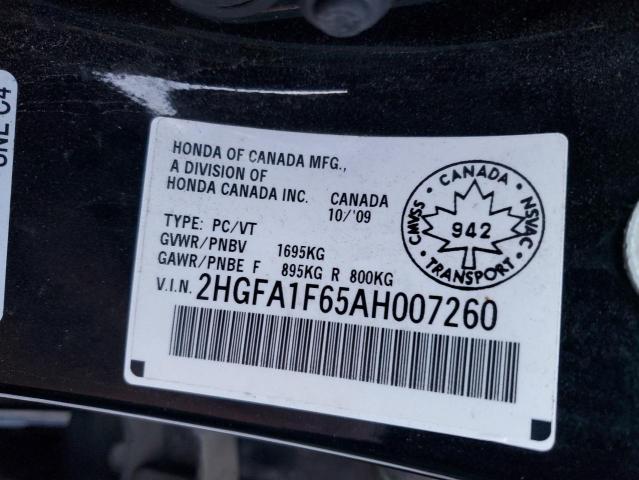 HONDA OF CANADA MFG.,
A DIVISION OF
HONDA CANADA INC. CANADA
10/'09
TYPE: PC/VT
GVWR/PNBV 1695KG
GAWR/PNBE F 895KG R 800KG
V.I.N. 2HGFA1F65AH007260
· CANADA ·
CMVSS NSVAC
942
· TRANSPORT ·